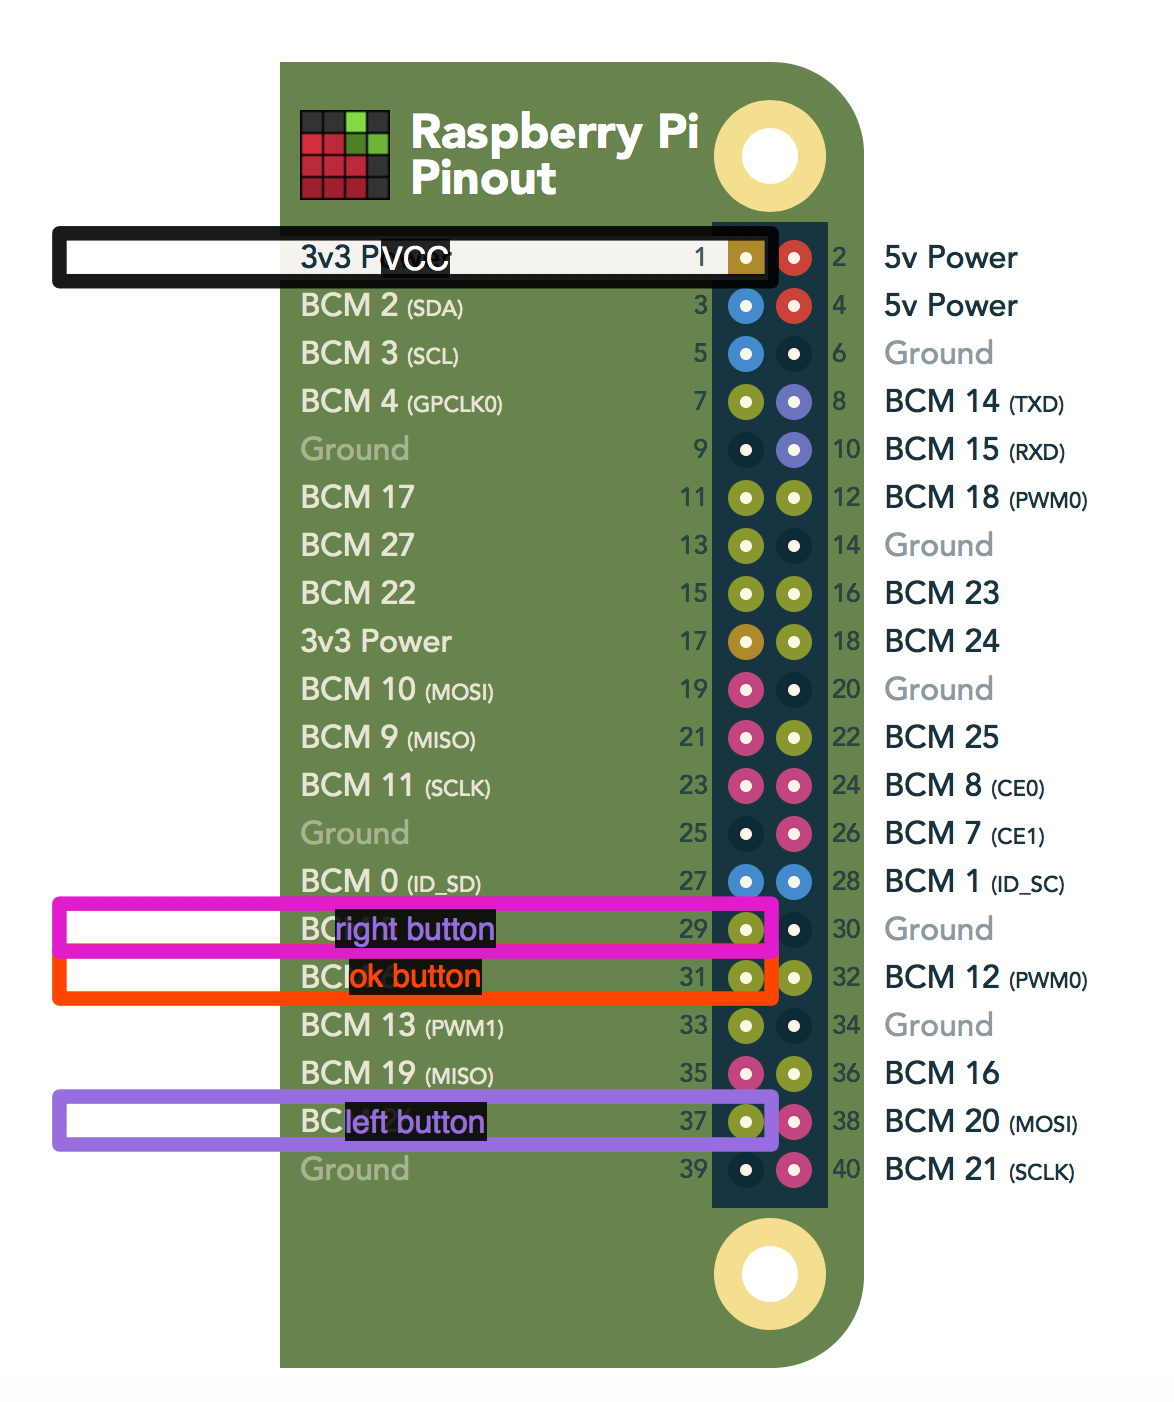 Raspberry Pi
Pinout
3v3 P VCC 1 2 5v Power
BCM 2 (SDA) 3 4 5v Power
BCM 3 (SCL) 5 6 Ground
BCM 4 (GPCLK0) 7 8 BCM 14 (TXD)
Ground 9 10 BCM 15 (RXD)
BCM 17 11 12 BCM 18 (PWM0)
BCM 27 13 14 Ground
BCM 22 15 16 BCM 23
3v3 Power 17 18 BCM 24
BCM 10 (MOSI) 19 20 Ground
BCM 9 (MISO) 21 22 BCM 25
BCM 11 (SCLK) 23 24 BCM 8 (CE0)
Ground 25 26 BCM 7 (CE1)
BCM 0 (ID_SD) 27 28 BCM 1 (ID_SC)
right button 29 30 Ground
ok button 31 32 BCM 12 (PWM0)
BCM 13 (PWM1) 33 34 Ground
BCM 19 (MISO) 35 36 BCM 16
left button 37 38 BCM 20 (MOSI)
Ground 39 40 BCM 21 (SCLK)